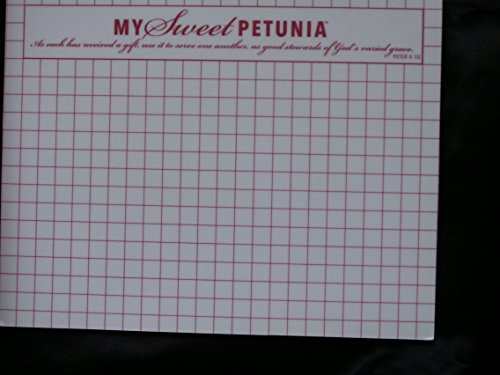 MY Sweet PETUNIA™
As each has received a gift, use it to serve one another, as good stewards of God's varied grace.
PETER 4:10